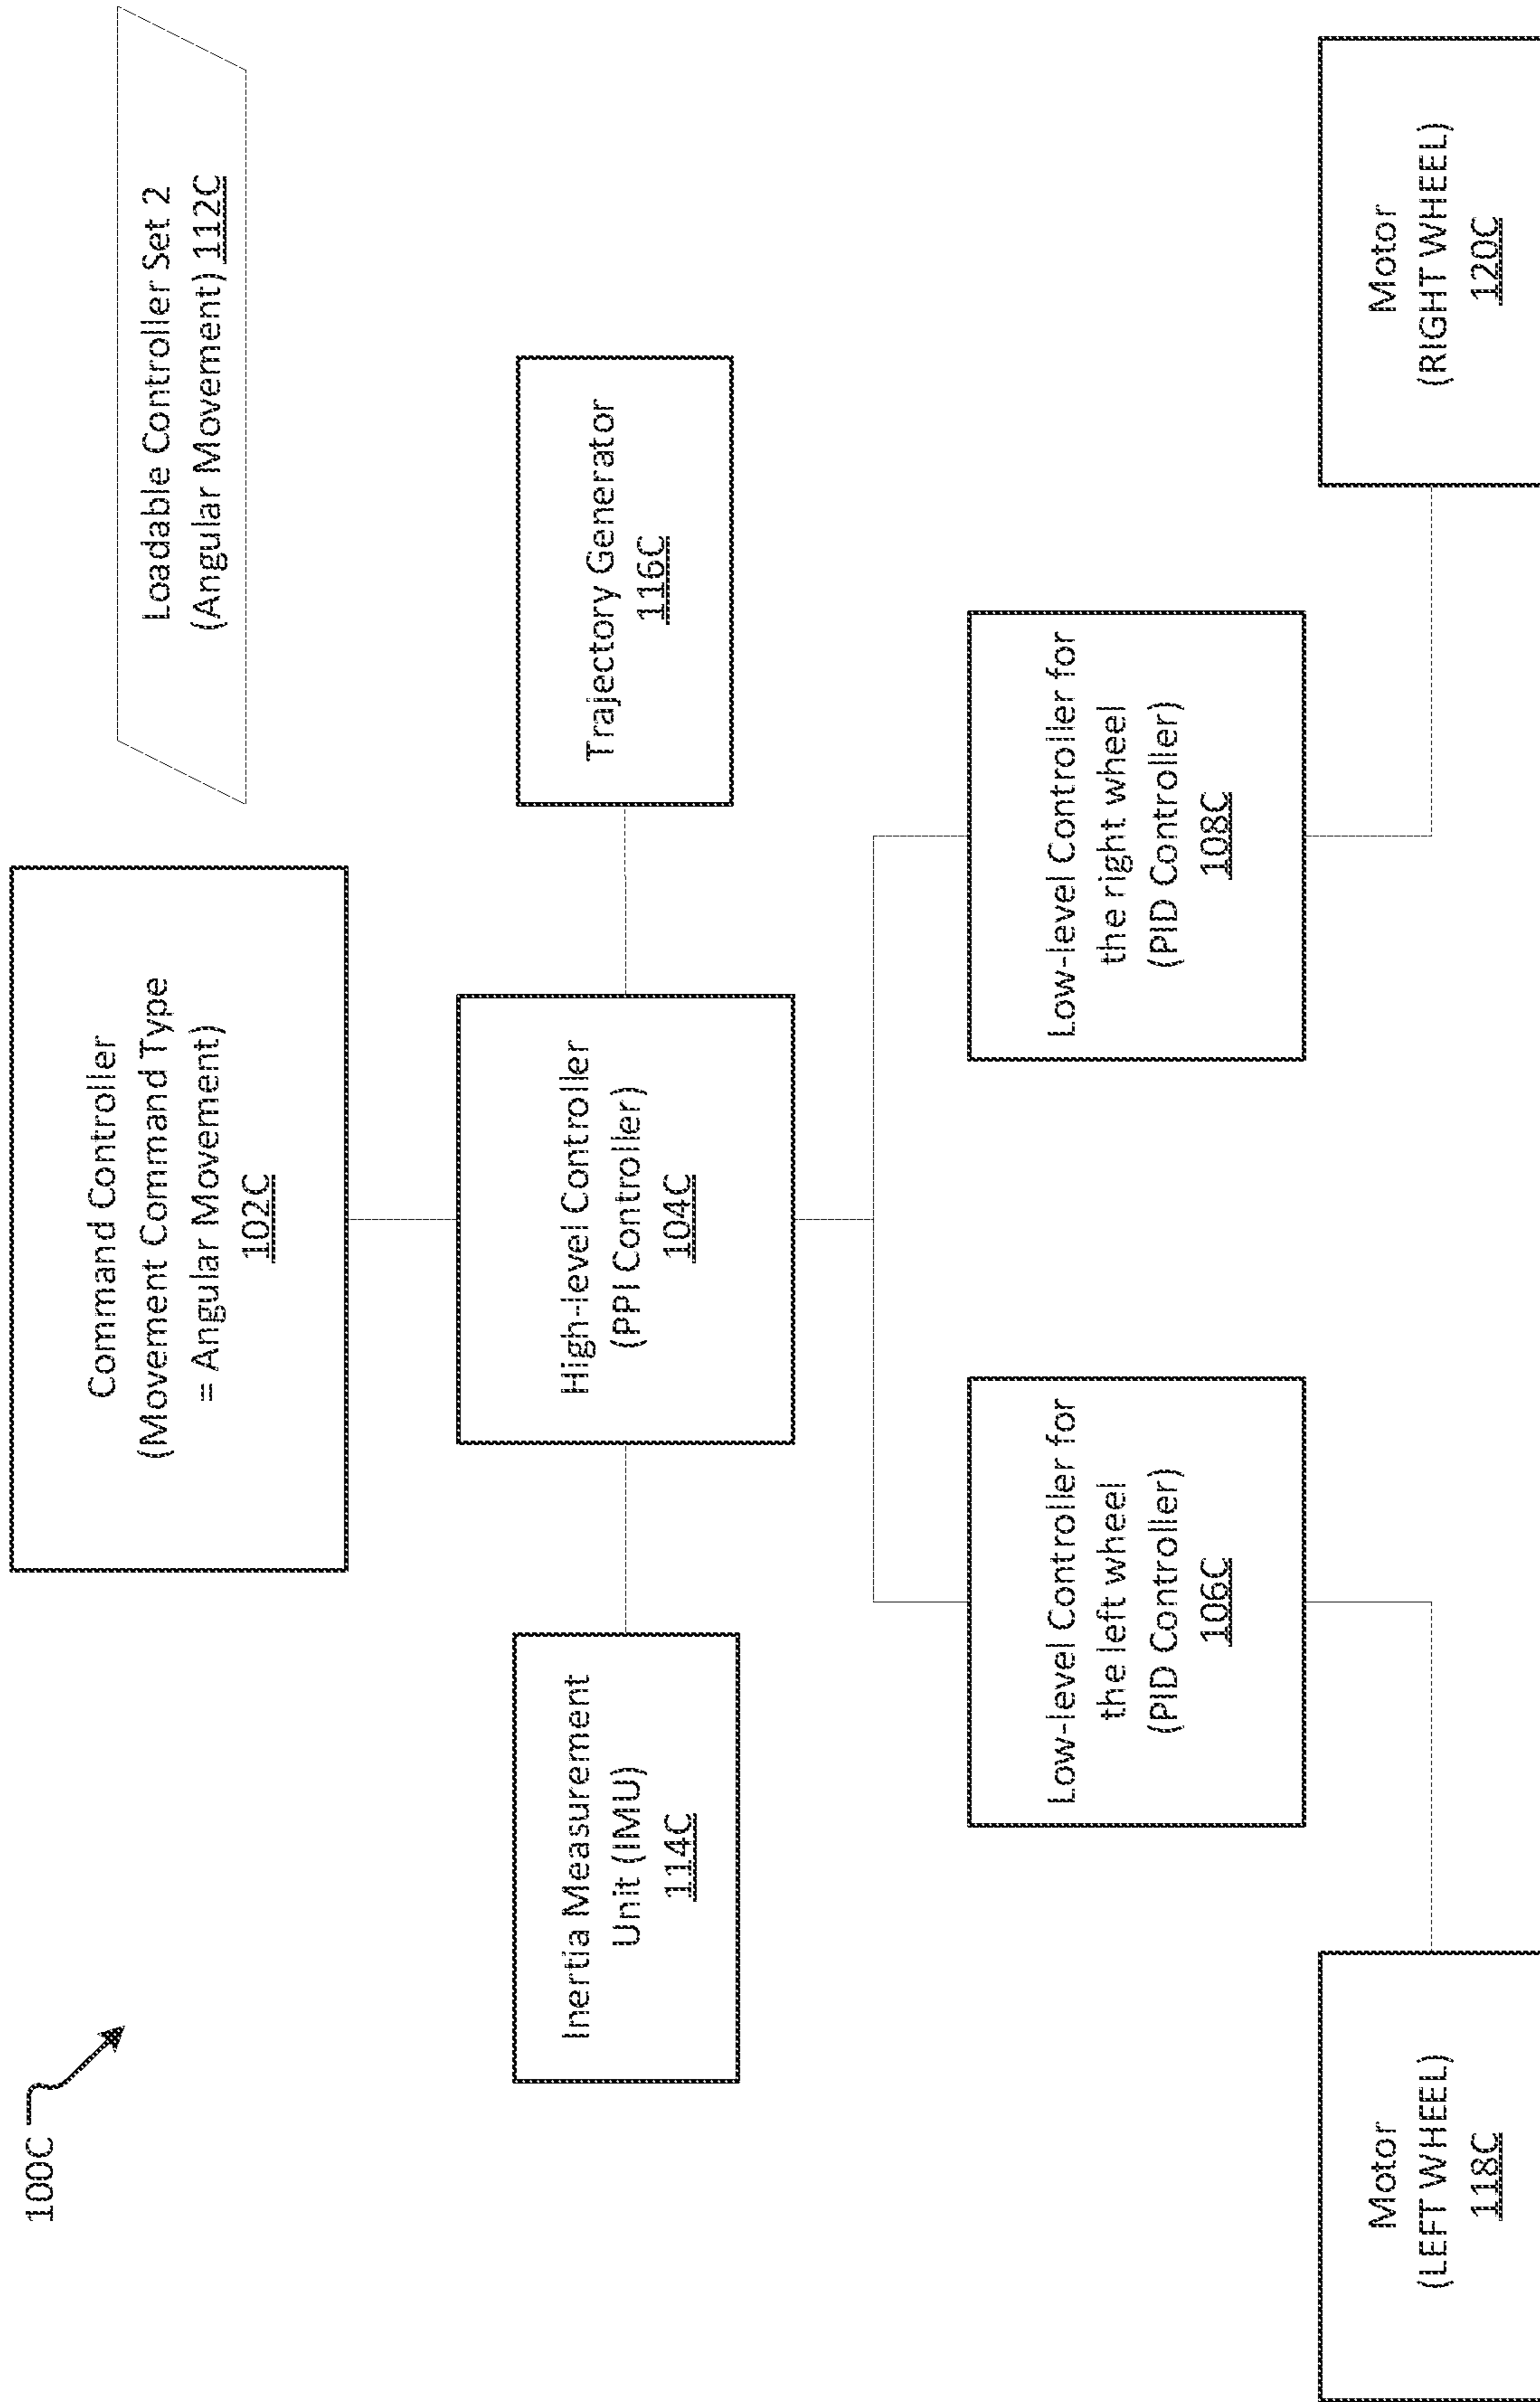 100C
Command Controller
(Movement Command Type
= Angular Movement)
102C
Loadable Controller Set 2
(Angular Movement) 112C
Inertia Measurement
Unit (IMU)
114C
High-level Controller
(PPI Controller)
104C
Trajectory Generator
116C
Low-level Controller for
the left wheel
(PID Controller)
106C
Low-level Controller for
the right wheel
(PID Controller)
108C
Motor
(LEFT WHEEL)
118C
Motor
(RIGHT WHEEL)
120C